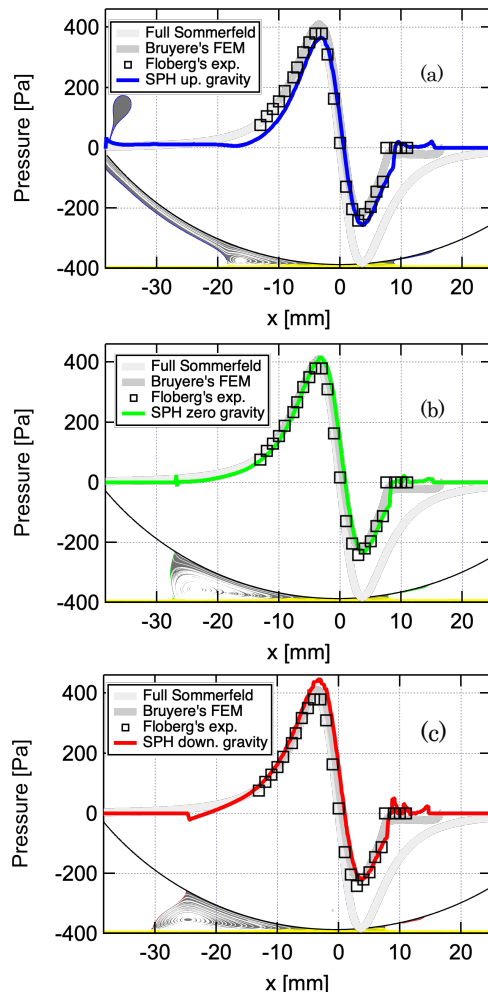 400
200
0
-200
-400
Pressure [Pa]
Full Sommerfeld
Bruyere's FEM
Floberg's exp.
SPH up. gravity
(a)
-30 -20 -10 0 10 20
x [mm]
400
200
0
-200
-400
Pressure [Pa]
Full Sommerfeld
Bruyere's FEM
Floberg's exp.
SPH zero gravity
(b)
-30 -20 -10 0 10 20
x [mm]
400
200
0
-200
-400
Pressure [Pa]
Full Sommerfeld
Bruyere's FEM
Floberg's exp.
SPH down. gravity
(c)
-30 -20 -10 0 10 20
x [mm]